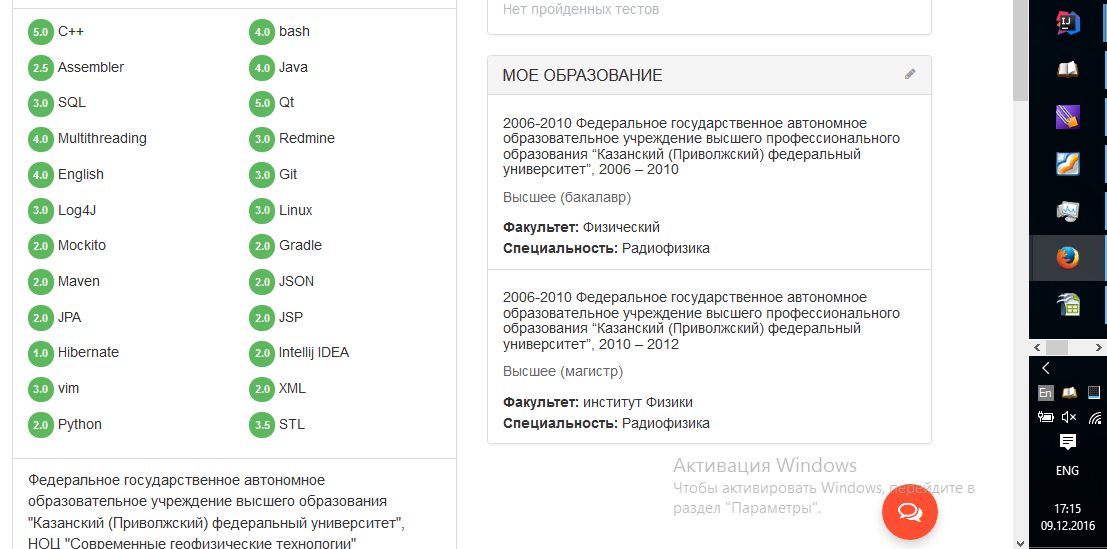 5.0 C++
4.0 bash
2.5 Assembler
4.0 Java
3.0 SQL
5.0 Qt
4.0 Multithreading
3.0 Redmine
4.0 English
3.0 Git
3.0 Log4J
3.0 Linux
2.0 Mockito
2.0 Gradle
2.0 Maven
2.0 JSON
2.0 JPA
2.0 JSP
1.0 Hibernate
2.0 Intellij IDEA
3.0 vim
2.0 XML
2.0 Python
3.5 STL
Федеральное государственное автономное
образовательное учреждение высшего образования
"Казанский (Приволжский) федеральный университет",
НОЦ "Современные геофизические технологии"
Нет пройденных тестов
МОЕ ОБРАЗОВАНИЕ
2006-2010 Федеральное государственное автономное
образовательное учреждение высшего профессионального
образования “Казанский (Приволжский) федеральный
университет”, 2006 – 2010
Высшее (бакалавр)
Факультет: Физический
Специальность: Радиофизика
2006-2010 Федеральное государственное автономное
образовательное учреждение высшего профессионального
образования “Казанский (Приволжский) федеральный
университет”, 2010 – 2012
Высшее (магистр)
Факультет: институт Физики
Специальность: Радиофизика
Активация Windows
Чтобы активировать Windows, перейдите в
раздел "Параметры".
IJ
En
ENG
17:15
09.12.2016